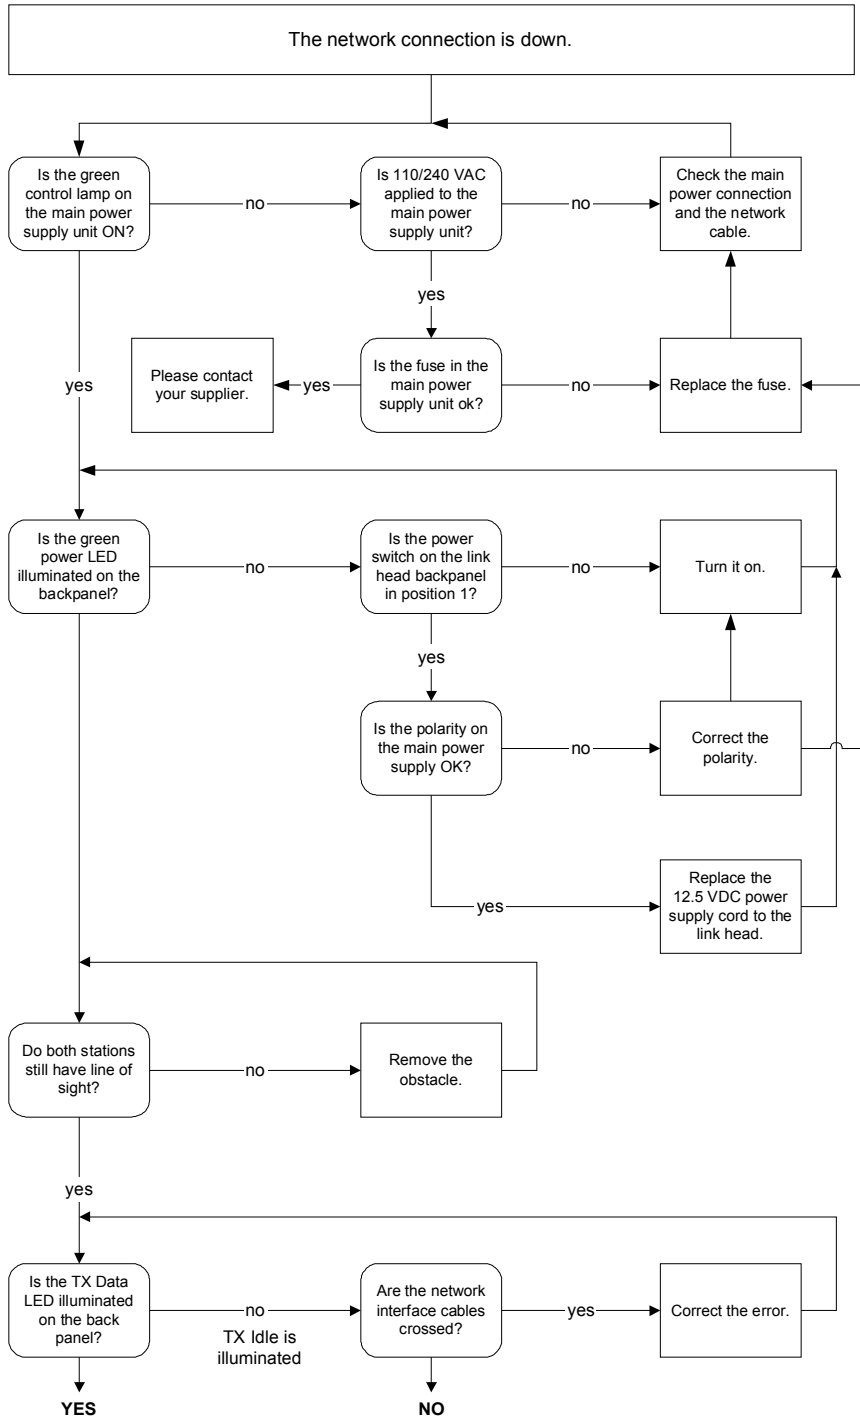 The network connection is down.
Is the green
control lamp on
the main power
supply unit ON?
no
Is 110/240 VAC
applied to the
main power
supply unit?
no
Check the main
power connection
and the network
cable.
yes
yes
Please contact
your supplier.
yes
Is the fuse in the
main power
supply unit ok?
no
Replace the fuse.
Is the green
power LED
illuminated on the
backpanel?
no
Is the power
switch on the link
head backpanel
in position 1?
no
Turn it on.
yes
Is the polarity on
the main power
supply OK?
no
Correct the
polarity.
yes
Replace the
12.5 VDC power
supply cord to the
link head.
Do both stations
still have line of
sight?
no
Remove the
obstacle.
yes
Is the TX Data
LED illuminated
on the back
panel?
no
TX Idle is
illuminated
Are the network
interface cables
crossed?
yes
Correct the error.
YES
NO